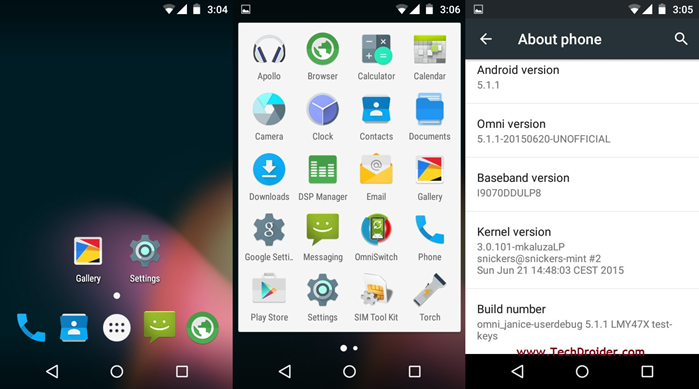 3:04
Gallery
Settings
3:06
Apollo
Browser
Calculator
Calendar
Camera
Clock
Contacts
Documents
Downloads
DSP Manager
Email
Gallery
Google Setti..
Messaging
OmniSwitch
Phone
Play Store
Settings
SIM Tool Kit
Torch
3:05
About phone
Android version
5.1.1
Omni version
5.1.1-20150620-UNOFFICIAL
Baseband version
I9070DDULP8
Kernel version
3.0.101-mkaluzaLP
snickers@snickers-mint #2
Sun Jun 21 14:48:03 CEST 2015
Build number
omni_janice-userdebug 5.1.1 LMY47X test-
keys
www.TechDroider.com